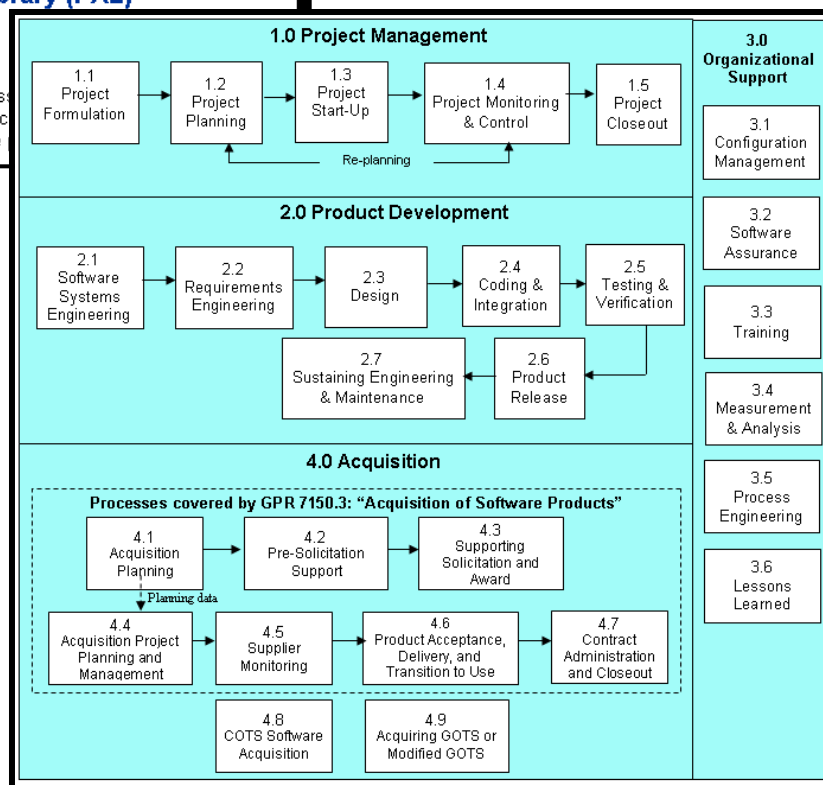 1.0 Project Management
1.1
Project
Formulation
1.2
Project
Planning
1.3
Project
Start-Up
1.4
Project Monitoring
& Control
1.5
Project
Closeout
Re-planning
2.0 Product Development
2.1
Software
Systems
Engineering
2.2
Requirements
Engineering
2.3
Design
2.4
Coding &
Integration
2.5
Testing &
Verification
2.7
Sustaining Engineering
& Maintenance
2.6
Product
Release
4.0 Acquisition
Processes covered by GPR 7150.3: “Acquisition of Software Products”
4.1
Acquisition
Planning
4.2
Pre-Solicitation
Support
4.3
Supporting
Solicitation and
Award
Planning data
4.4
Acquisition Project
Planning and
Management
4.5
Supplier
Monitoring
4.6
Product Acceptance,
Delivery, and
Transition to Use
4.7
Contract
Administration
and Closeout
4.8
COTS Software
Acquisition
4.9
Acquiring GOTS or
Modified GOTS
3.0
Organizational
Support
3.1
Configuration
Management
3.2
Software
Assurance
3.3
Training
3.4
Measurement
& Analysis
3.5
Process
Engineering
3.6
Lessons
Learned